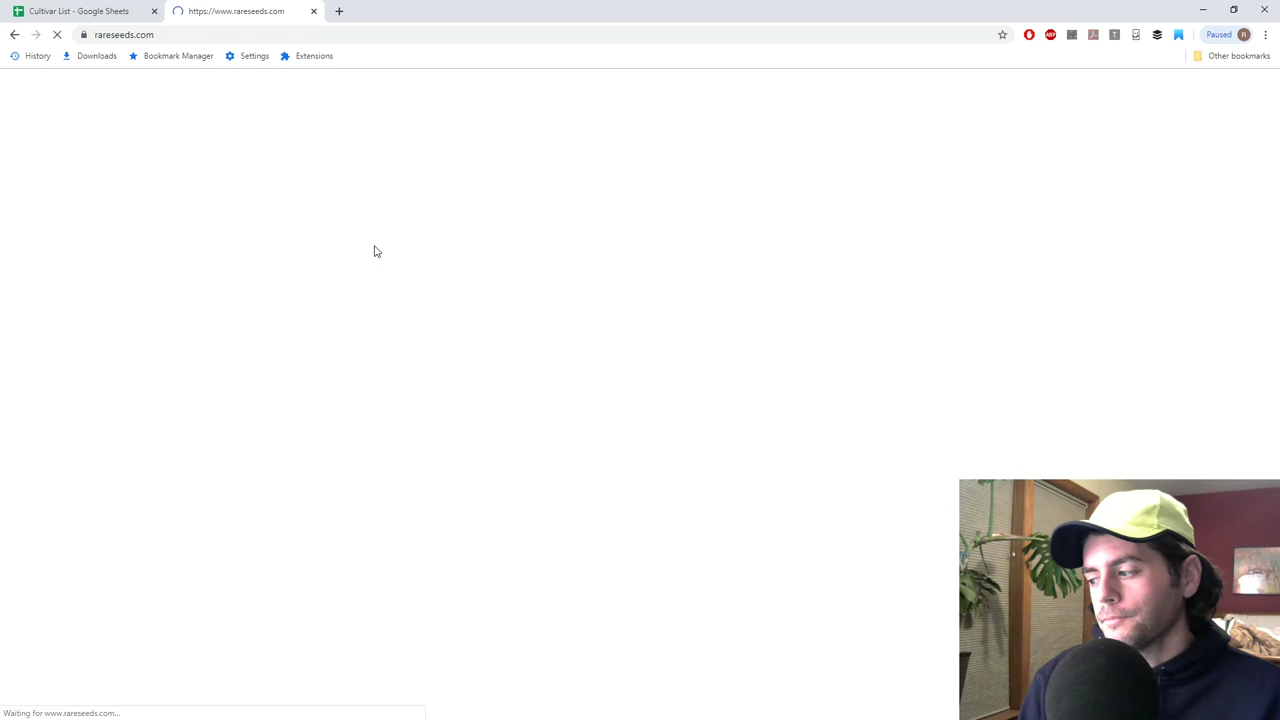 Cultivar List - Google Sheets
https://www.rareseeds.com
rareseeds.com
ABP
T
Paused
R
History
Downloads
Bookmark Manager
Settings
Extensions
Other bookmarks
Waiting for www.rareseeds.com...